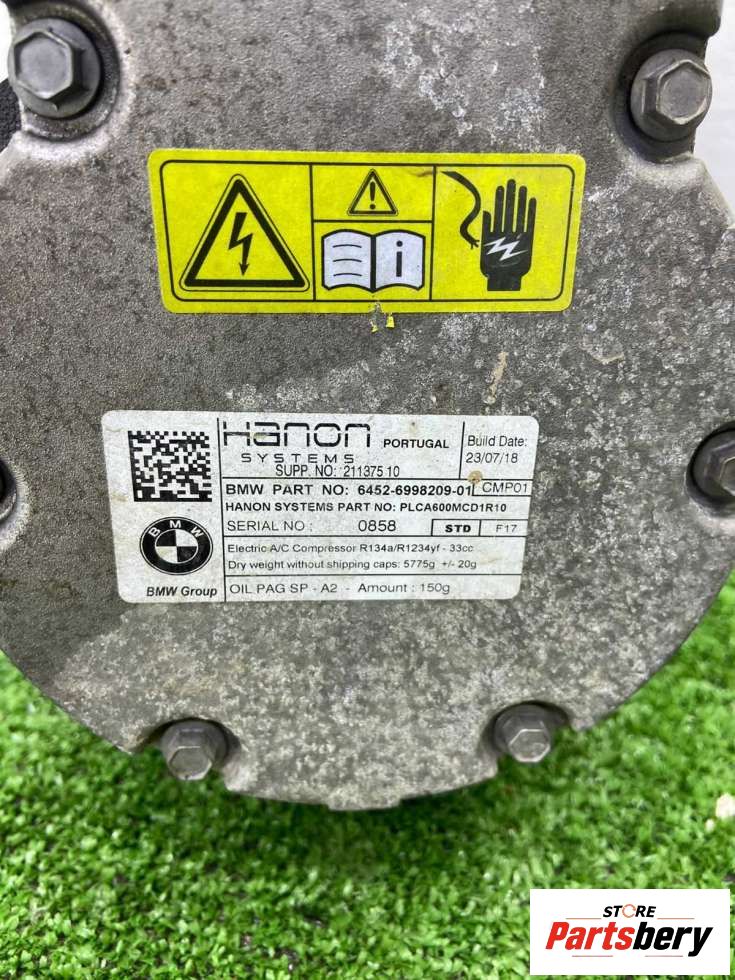 i
Hanon
SYSTEMS
PORTUGAL
Build Date:
23/07/18
SUPP. NO: 211375 10
BMW PART NO: 6452-6998209-01 CMP01
HANON SYSTEMS PART NO: PLCA600MCD1R10
SERIAL NO : 0858 STD F17
Electric A/C Compressor R134a/R1234yf - 33cc
Dry weight without shipping caps: 5775g +/- 20g
BMW
BMW Group
OIL PAG SP - A2 - Amount : 150g
STORE
Partsbery